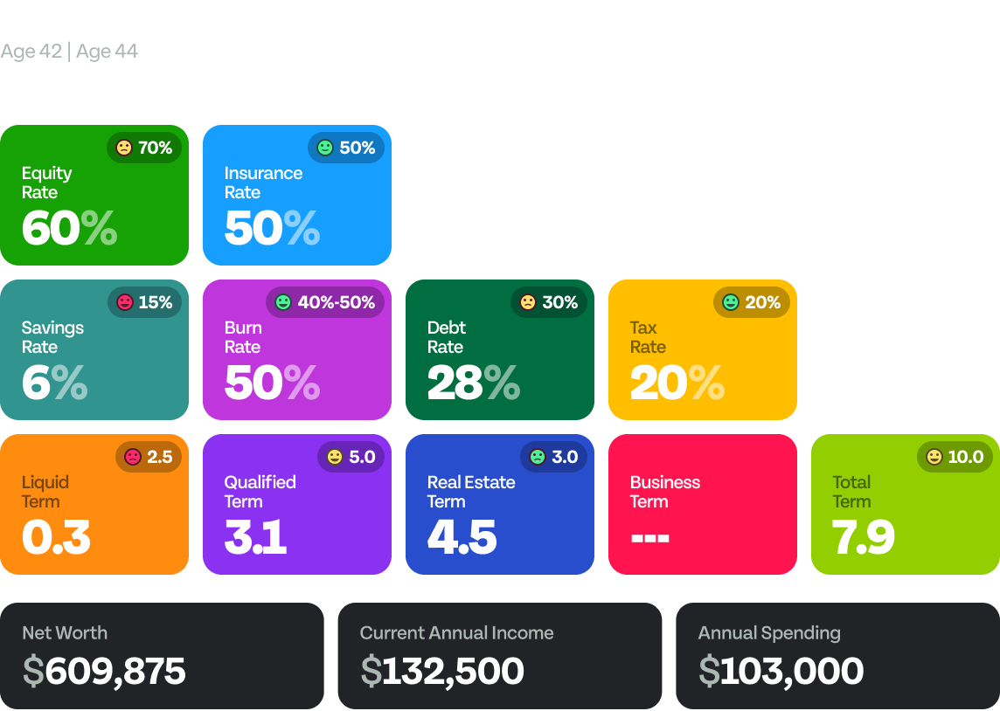 Age 42 | Age 44
70%
Equity
Rate
60%
50%
Insurance
Rate
50%
15%
Savings
Rate
6%
40%-50%
Burn
Rate
50%
30%
Debt
Rate
28%
20%
Tax
Rate
20%
2.5
Liquid
Term
0.3
5.0
Qualified
Term
3.1
3.0
Real Estate
Term
4.5
Business
Term
---
10.0
Total
Term
7.9
Net Worth
$609,875
Current Annual Income
$132,500
Annual Spending
$103,000